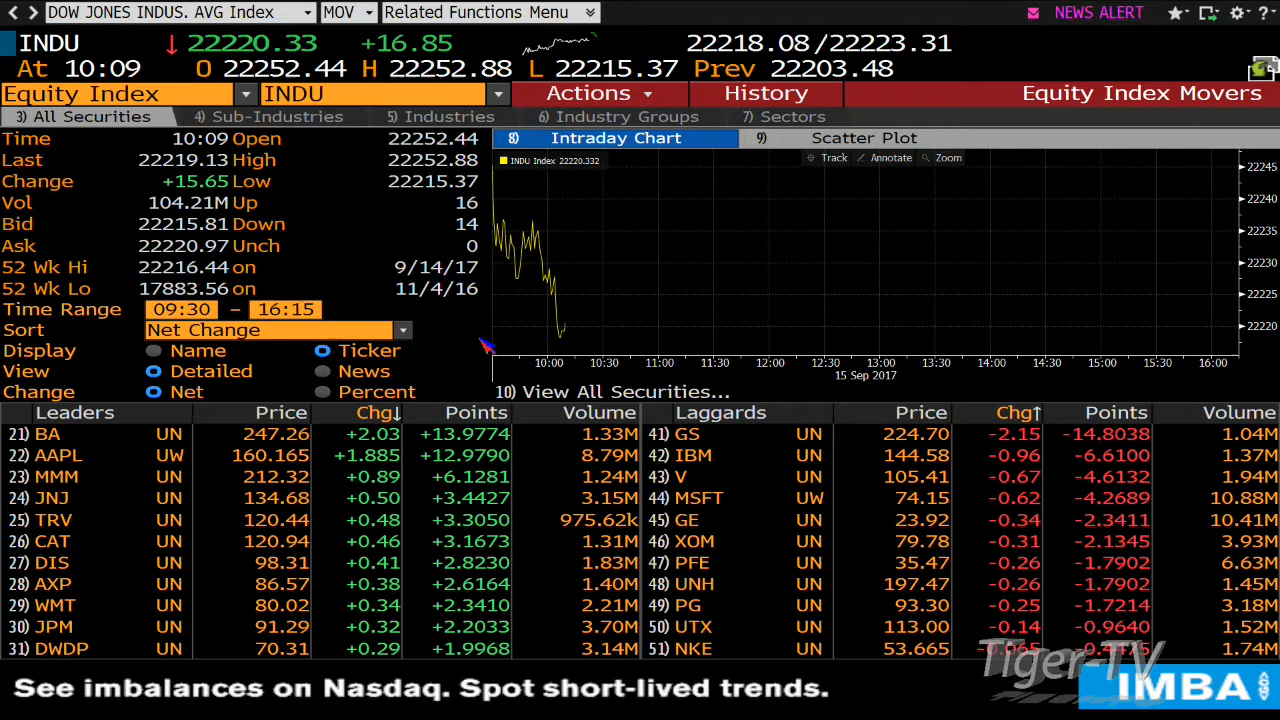 DOW JONES INDUS. AVG Index MOV Related Functions Menu NEWS ALERT
INDU 22220.33 +16.85 22218.08/22223.31
At 10:09 O 22252.44 H 22252.88 L 22215.37 Prev 22203.48
Equity Index INDU Actions History Equity Index Movers
3) All Securities 4) Sub-Industries 5) Industries 6) Industry Groups 7) Sectors
Time 10:09 Open 22252.44
Last 22219.13 High 22252.88
Change +15.65 Low 22215.37
Vol 104.21M Up 16
Bid 22215.81 Down 14
Ask 22220.97 Unch 0
52 Wk Hi 22216.44 on 9/14/17
52 Wk Lo 17883.56 on 11/4/16
Time Range 09:30 – 16:15
Sort Net Change
Display Name Ticker
View Detailed News
Change Net Percent
8) Intraday Chart 9) Scatter Plot
INDU Index 22220.332 Track Annotate Zoom
22245
22240
22235
22230
22225
22220
10:00 10:30 11:00 11:30 12:00 12:30 13:00 13:30 14:00 14:30 15:00 15:30 16:00
15 Sep 2017
10) View All Securities...
Leaders Price Chg↓ Points Volume Laggards Price Chg↑ Points Volume
21) BA UN 247.26 +2.03 +13.9774 1.33M 41) GS UN 224.70 -2.15 -14.8038 1.04M
22) AAPL UW 160.165 +1.885 +12.9790 8.79M 42) IBM UN 144.58 -0.96 -6.6100 1.37M
23) MMM UN 212.32 +0.89 +6.1281 1.24M 43) V UN 105.41 -0.67 -4.6132 1.94M
24) JNJ UN 134.68 +0.50 +3.4427 3.15M 44) MSFT UW 74.15 -0.62 -4.2689 10.88M
25) TRV UN 120.44 +0.48 +3.3050 975.62k 45) GE UN 23.92 -0.34 -2.3411 10.41M
26) CAT UN 120.94 +0.46 +3.1673 1.31M 46) XOM UN 79.78 -0.31 -2.1345 3.93M
27) DIS UN 98.31 +0.41 +2.8230 1.83M 47) PFE UN 35.47 -0.26 -1.7902 6.63M
28) AXP UN 86.57 +0.38 +2.6164 1.40M 48) UNH UN 197.47 -0.26 -1.7902 1.45M
29) WMT UN 80.02 +0.34 +2.3410 2.21M 49) PG UN 93.30 -0.25 -1.7214 3.18M
30) JPM UN 91.29 +0.32 +2.2033 3.70M 50) UTX UN 113.00 -0.14 -0.9640 1.52M
31) DWDP UN 70.31 +0.29 +1.9968 3.14M 51) NKE UN 53.665 -0.065 -0.4475 1.74M
Tiger-TV
See imbalances on Nasdaq. Spot short-lived trends. IMBA